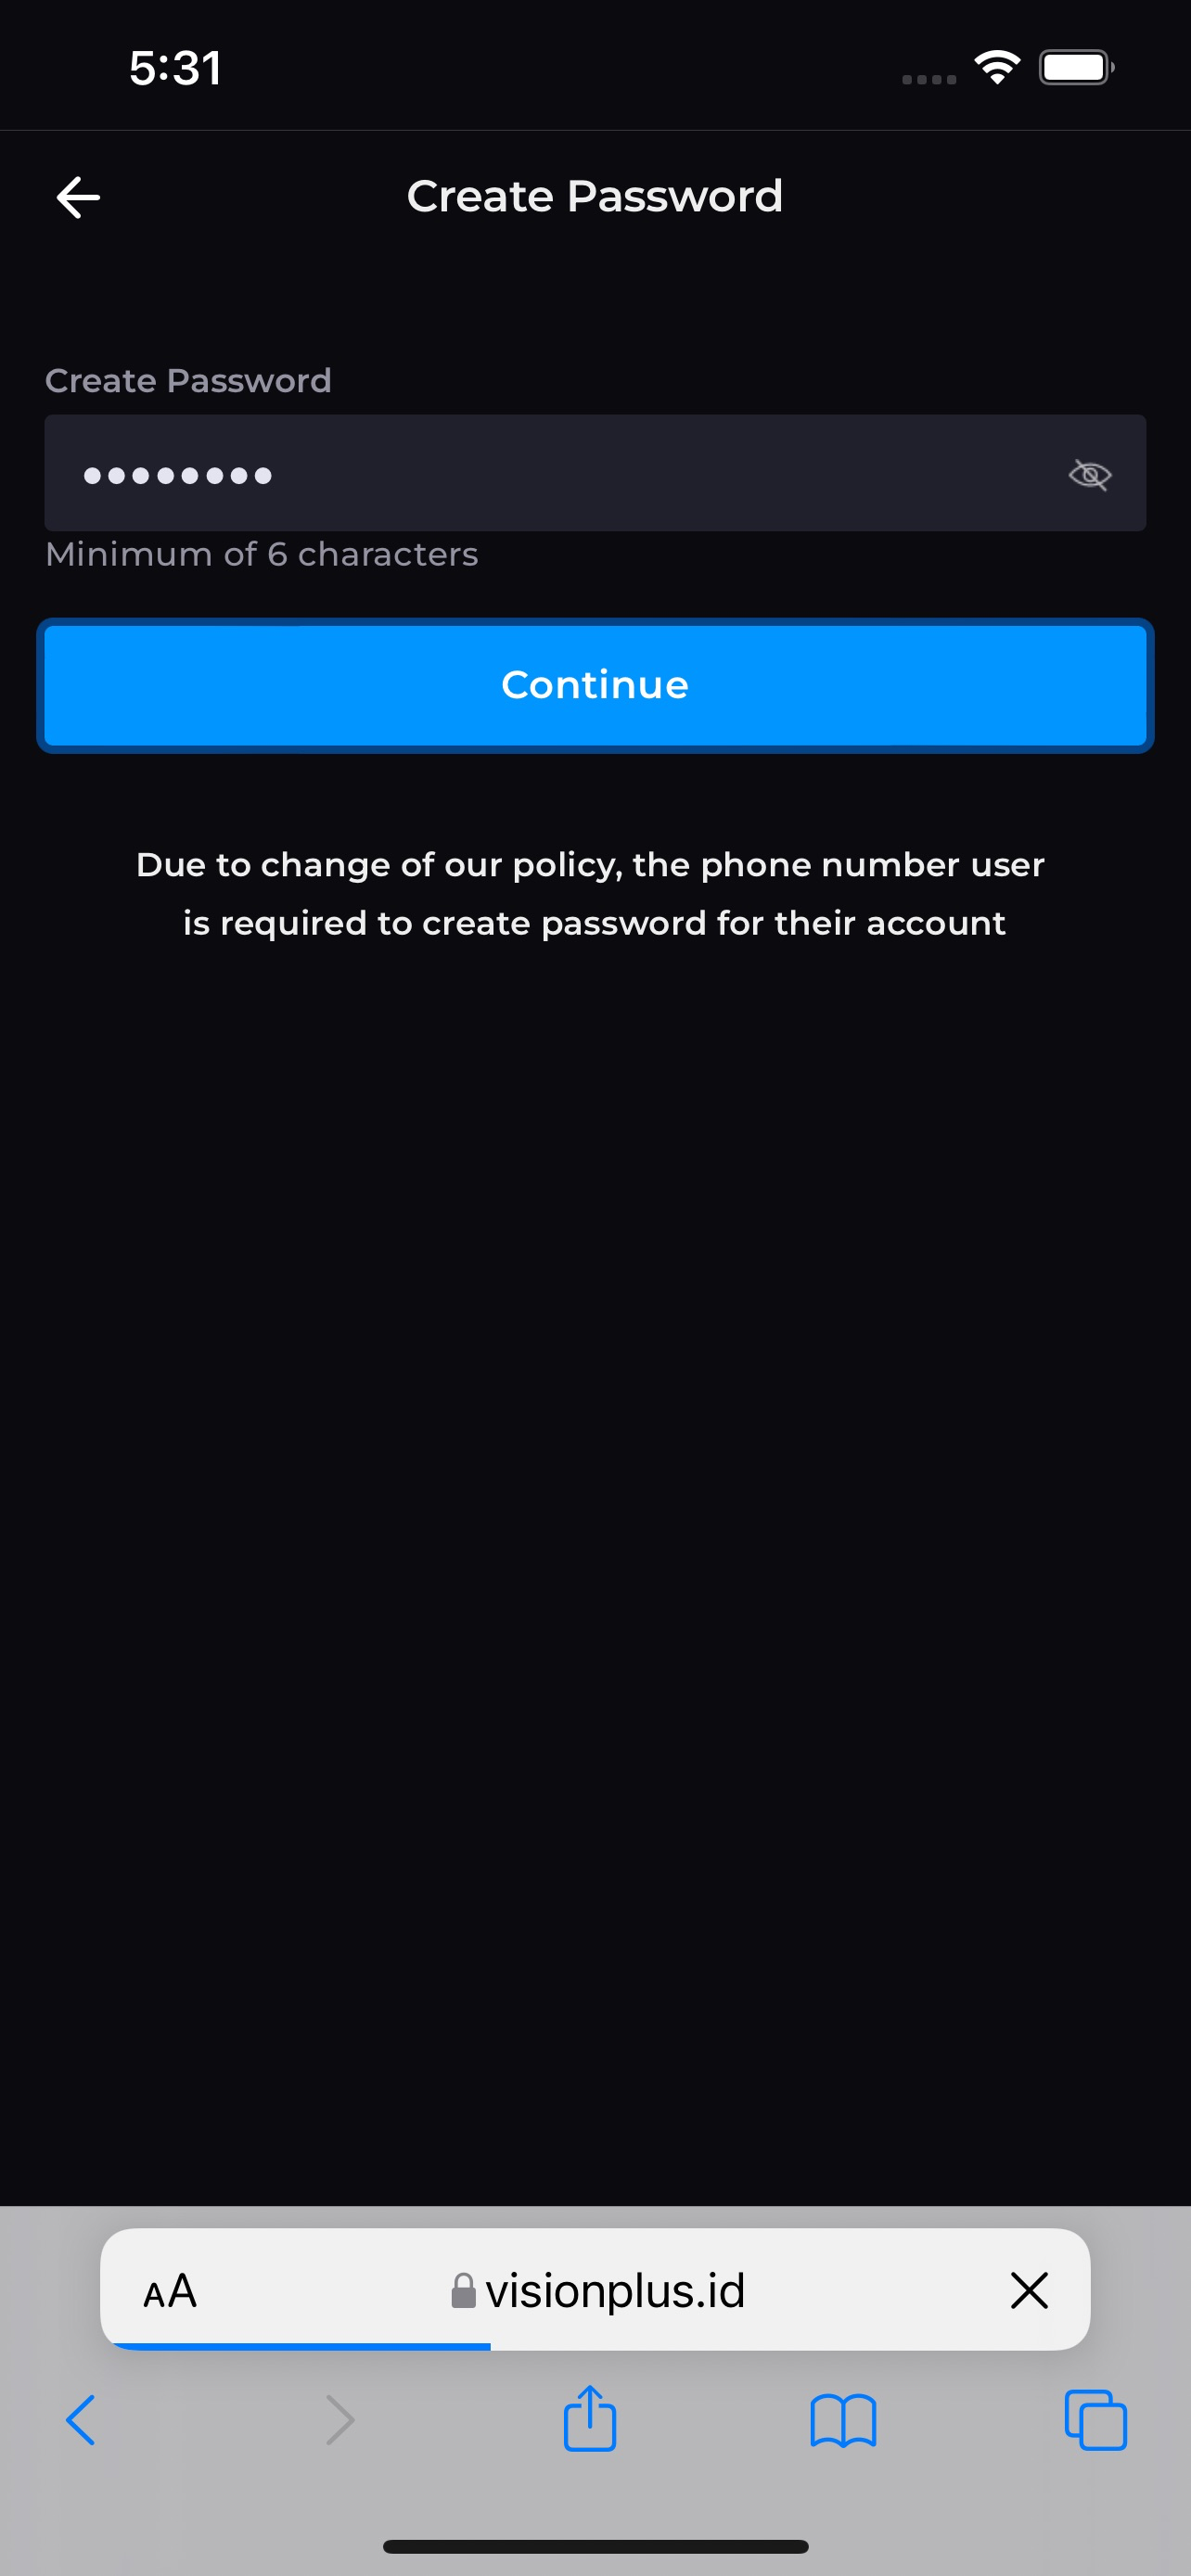 5:31
Create Password
Create Password
••••••••
Minimum of 6 characters
Continue
Due to change of our policy, the phone number user
is required to create password for their account
AA visionplus.id